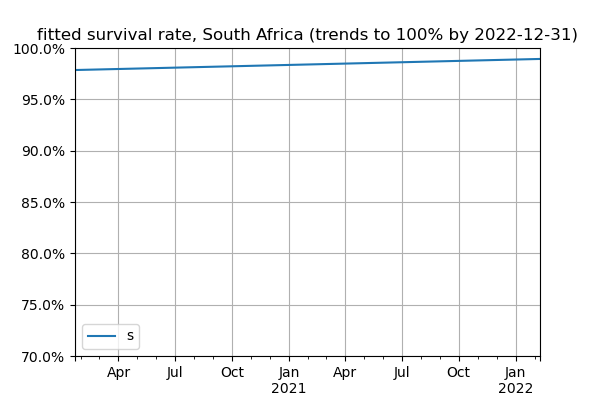 fitted survival rate, South Africa (trends to 100% by 2022-12-31)
100.0%
95.0%
90.0%
85.0%
80.0%
75.0%
70.0%
s
Apr Jul Oct Jan Apr Jul Oct Jan
2021 2022